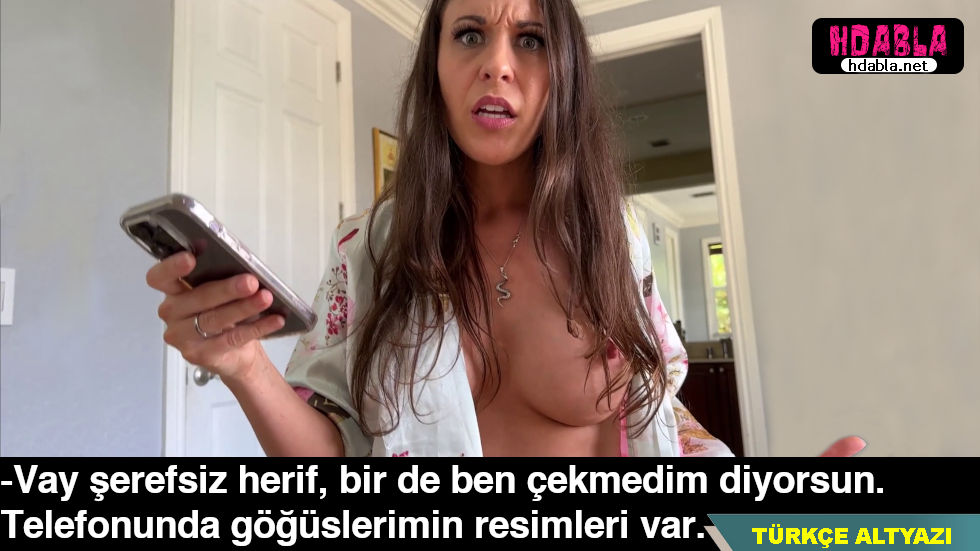 HDABLA
hdabla.net
-Vay şerefsiz herif, bir de ben çekmedim diyorsun.
Telefonunda göğüslerimin resimleri var.
TÜRKÇE ALTYAZI